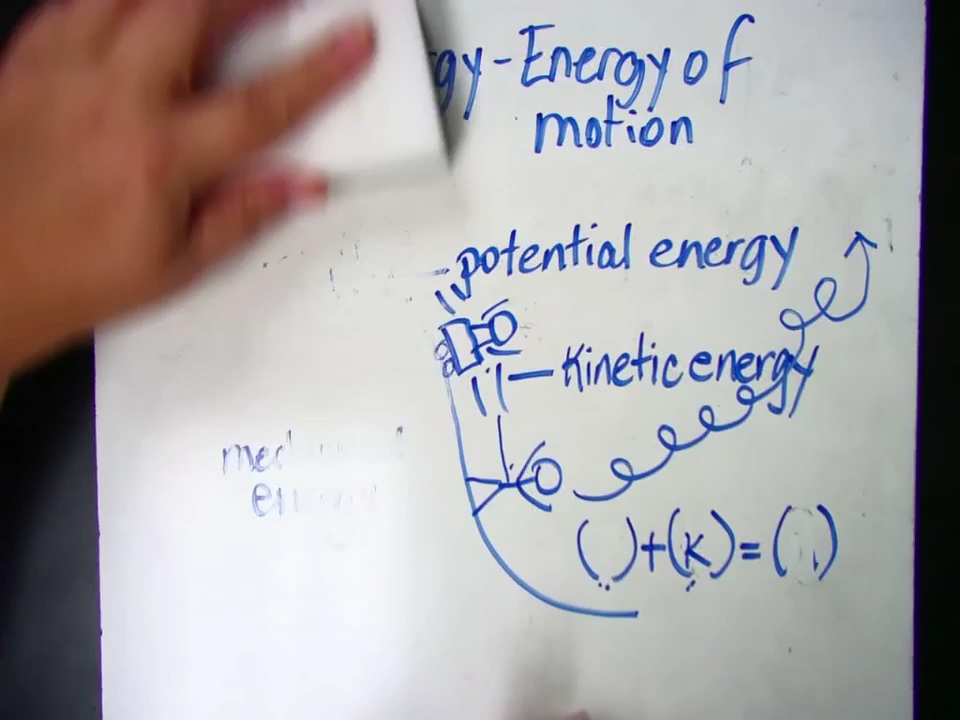 gy - Energy of
motion
potential energy
Kinetic energy
( ) + (K) = ( )